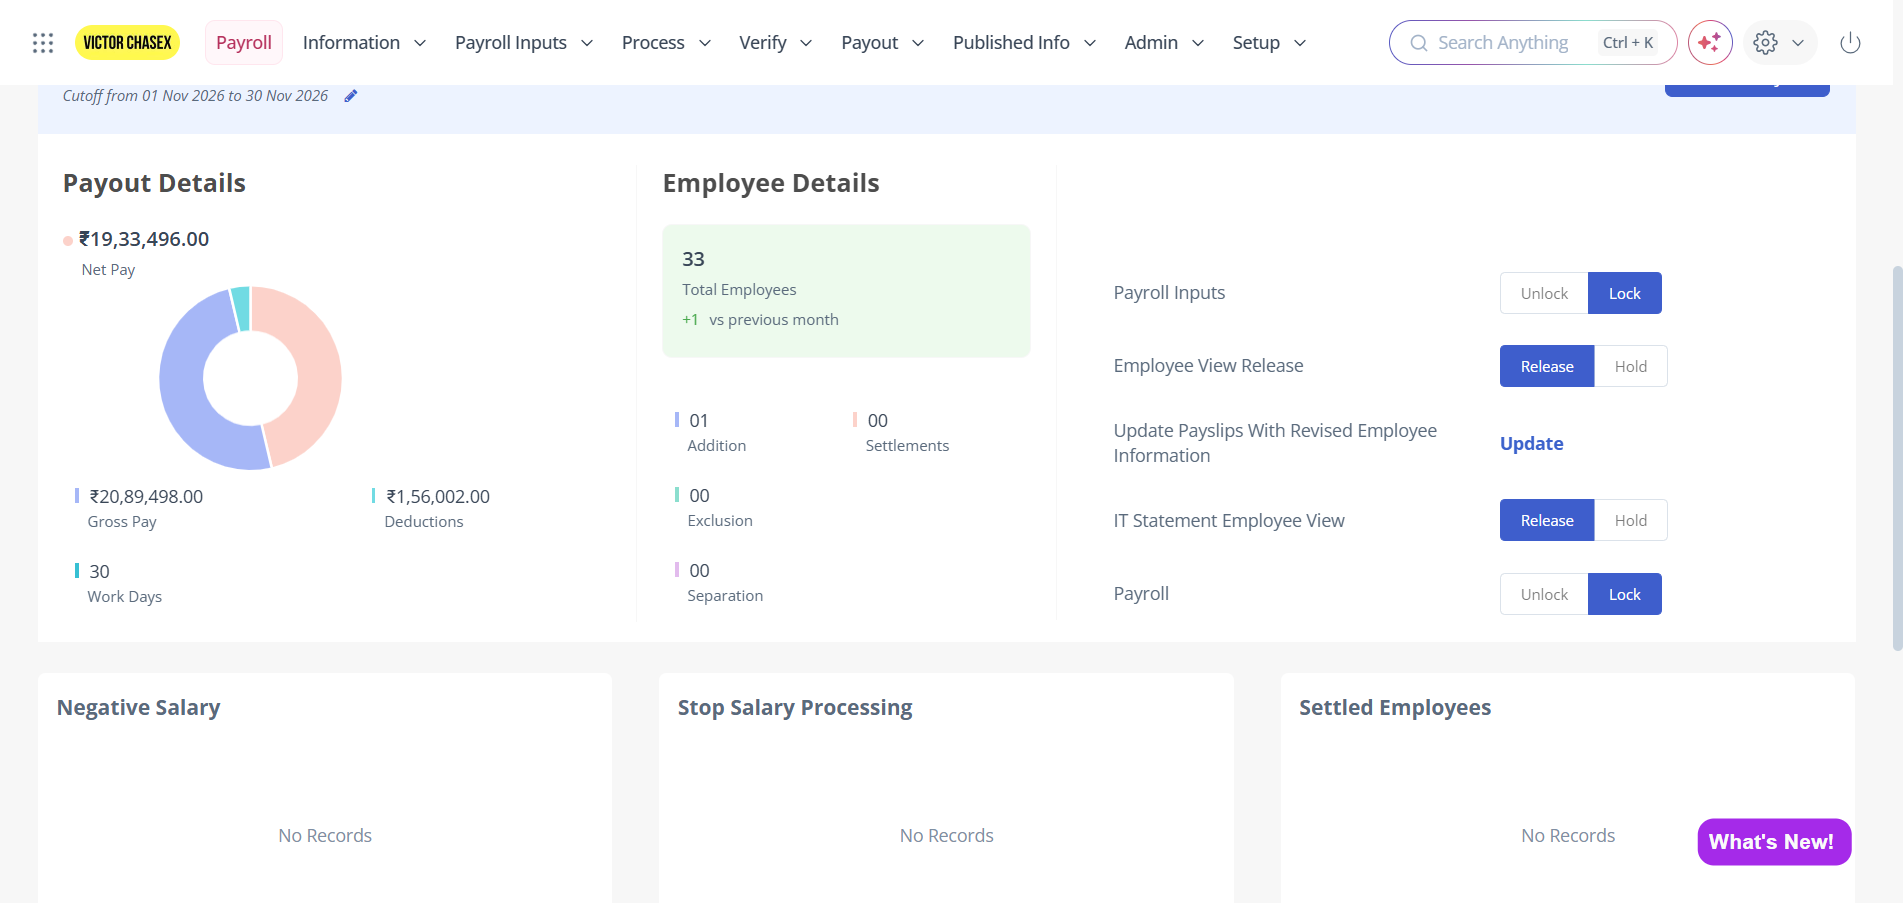 VICTOR CHASEX
Payroll
Information
Payroll Inputs
Process
Verify
Payout
Published Info
Admin
Setup
Search Anything
Ctrl + K
Cutoff from 01 Nov 2026 to 30 Nov 2026
Payout Details
₹19,33,496.00
Net Pay
₹20,89,498.00
Gross Pay
₹1,56,002.00
Deductions
30
Work Days
Employee Details
33
Total Employees
+1 vs previous month
01
Addition
00
Settlements
00
Exclusion
00
Separation
Payroll Inputs
Unlock
Lock
Employee View Release
Release
Hold
Update Payslips With Revised Employee
Information
Update
IT Statement Employee View
Release
Hold
Payroll
Unlock
Lock
Negative Salary
No Records
Stop Salary Processing
No Records
Settled Employees
No Records
What's New!